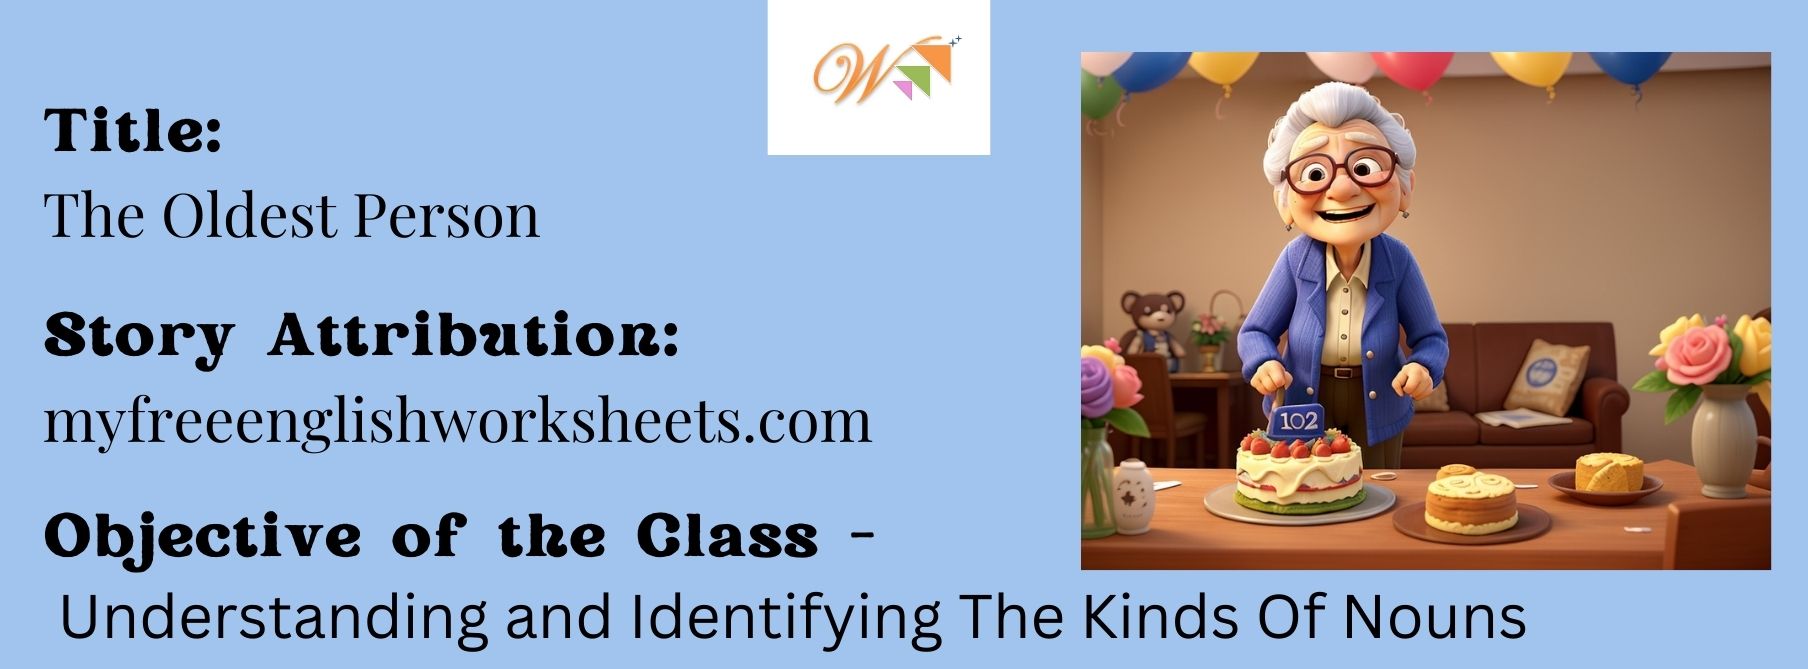 W
Title:
The Oldest Person
Story Attribution:
myfreeenglishworksheets.com
Objective of the Class -
Understanding and Identifying The Kinds Of Nouns
102